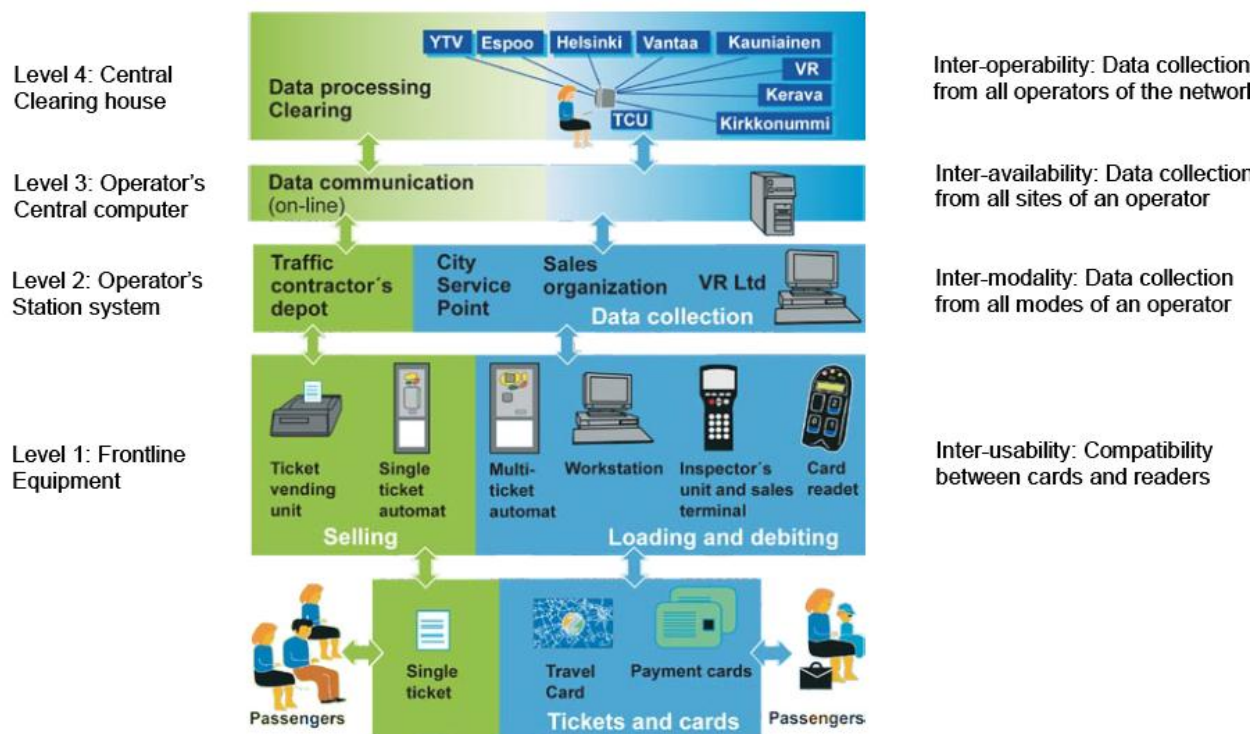 Level 4: Central
Clearing house
Data processing
Clearing
YTV
Espoo
Helsinki
Vantaa
Kauniainen
VR
Kerava
TCU
Kirkkonummi
Inter-operability: Data collection
from all operators of the network
Level 3: Operator's
Central computer
Data communication
(on-line)
Inter-availability: Data collection
from all sites of an operator
Level 2: Operator's
Station system
Traffic
contractor´s
depot
City
Service
Point
Sales
organization
VR Ltd
Data collection
Inter-modality: Data collection
from all modes of an operator
Level 1: Frontline
Equipment
Ticket
vending
unit
Single
ticket
automat
Selling
Multi-
ticket
automat
Workstation
Inspector´s
unit and sales
terminal
Card
readet
Loading and debiting
Inter-usability: Compatibility
between cards and readers
Passengers
Single
ticket
Travel
Card
Payment cards
Tickets and cards
Passengers